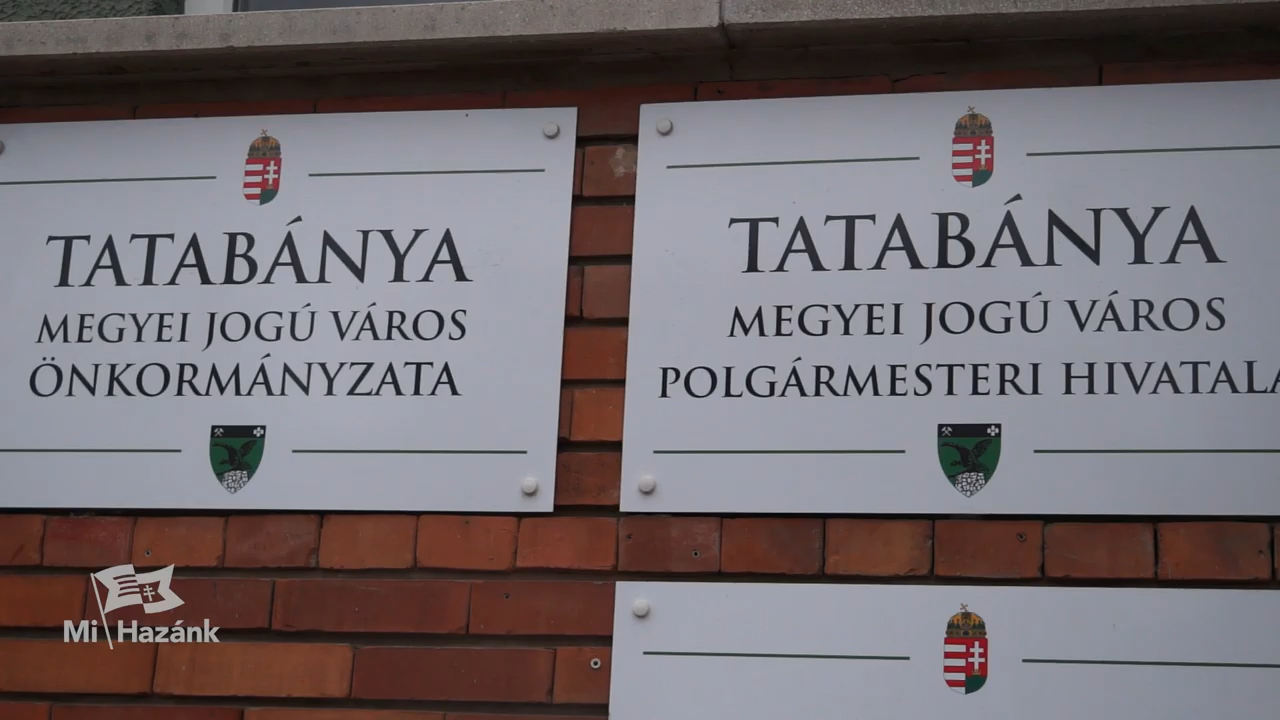 TATABÁNYA
MEGYEI JOGÚ VÁROS
ÖNKORMÁNYZATA
TATABÁNYA
MEGYEI JOGÚ VÁROS
POLGÁRMESTERI HIVATALA
Mi Hazánk